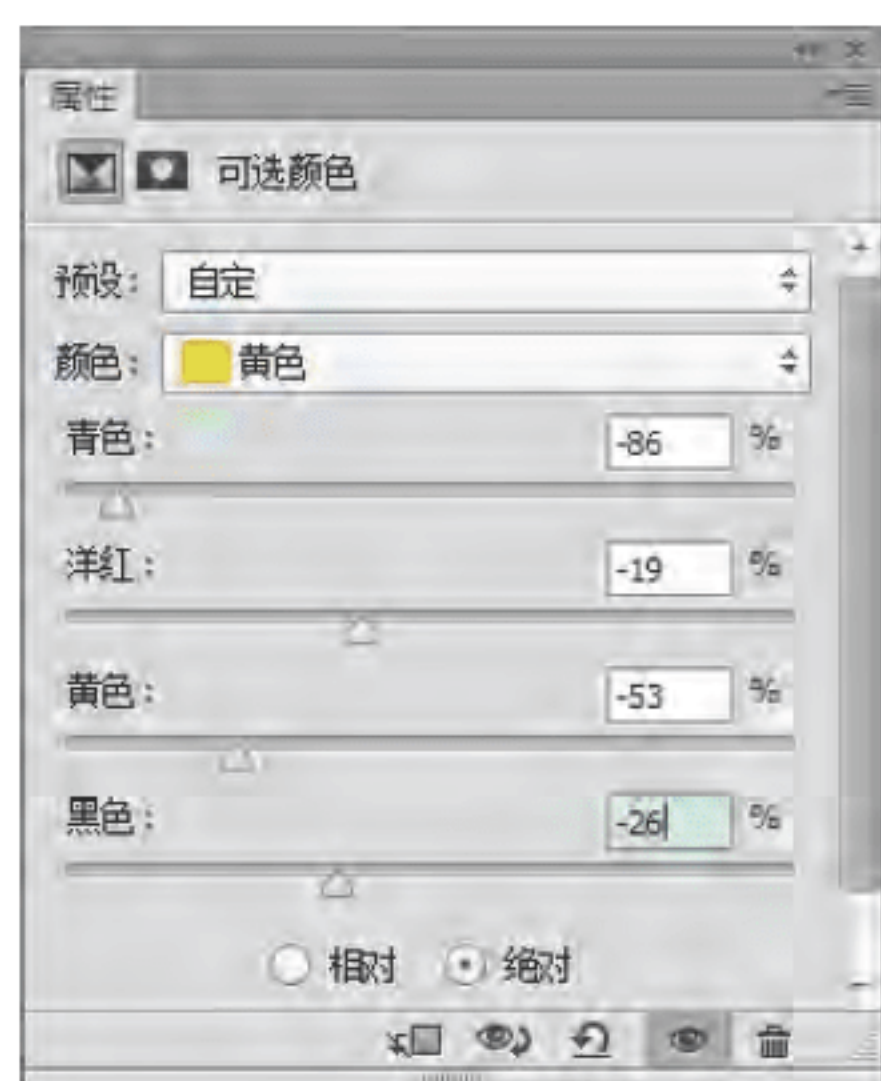 属性
可选颜色
预设： 自定
颜色： 黄色
青色： -86 %
洋红： -19 %
黄色： -53 %
黑色： -26 %
相对 绝对